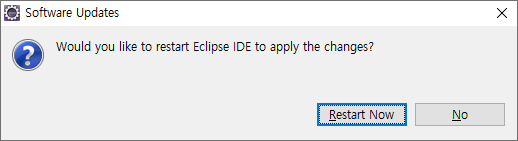 Software Updates
Would you like to restart Eclipse IDE to apply the changes?
Restart Now
No